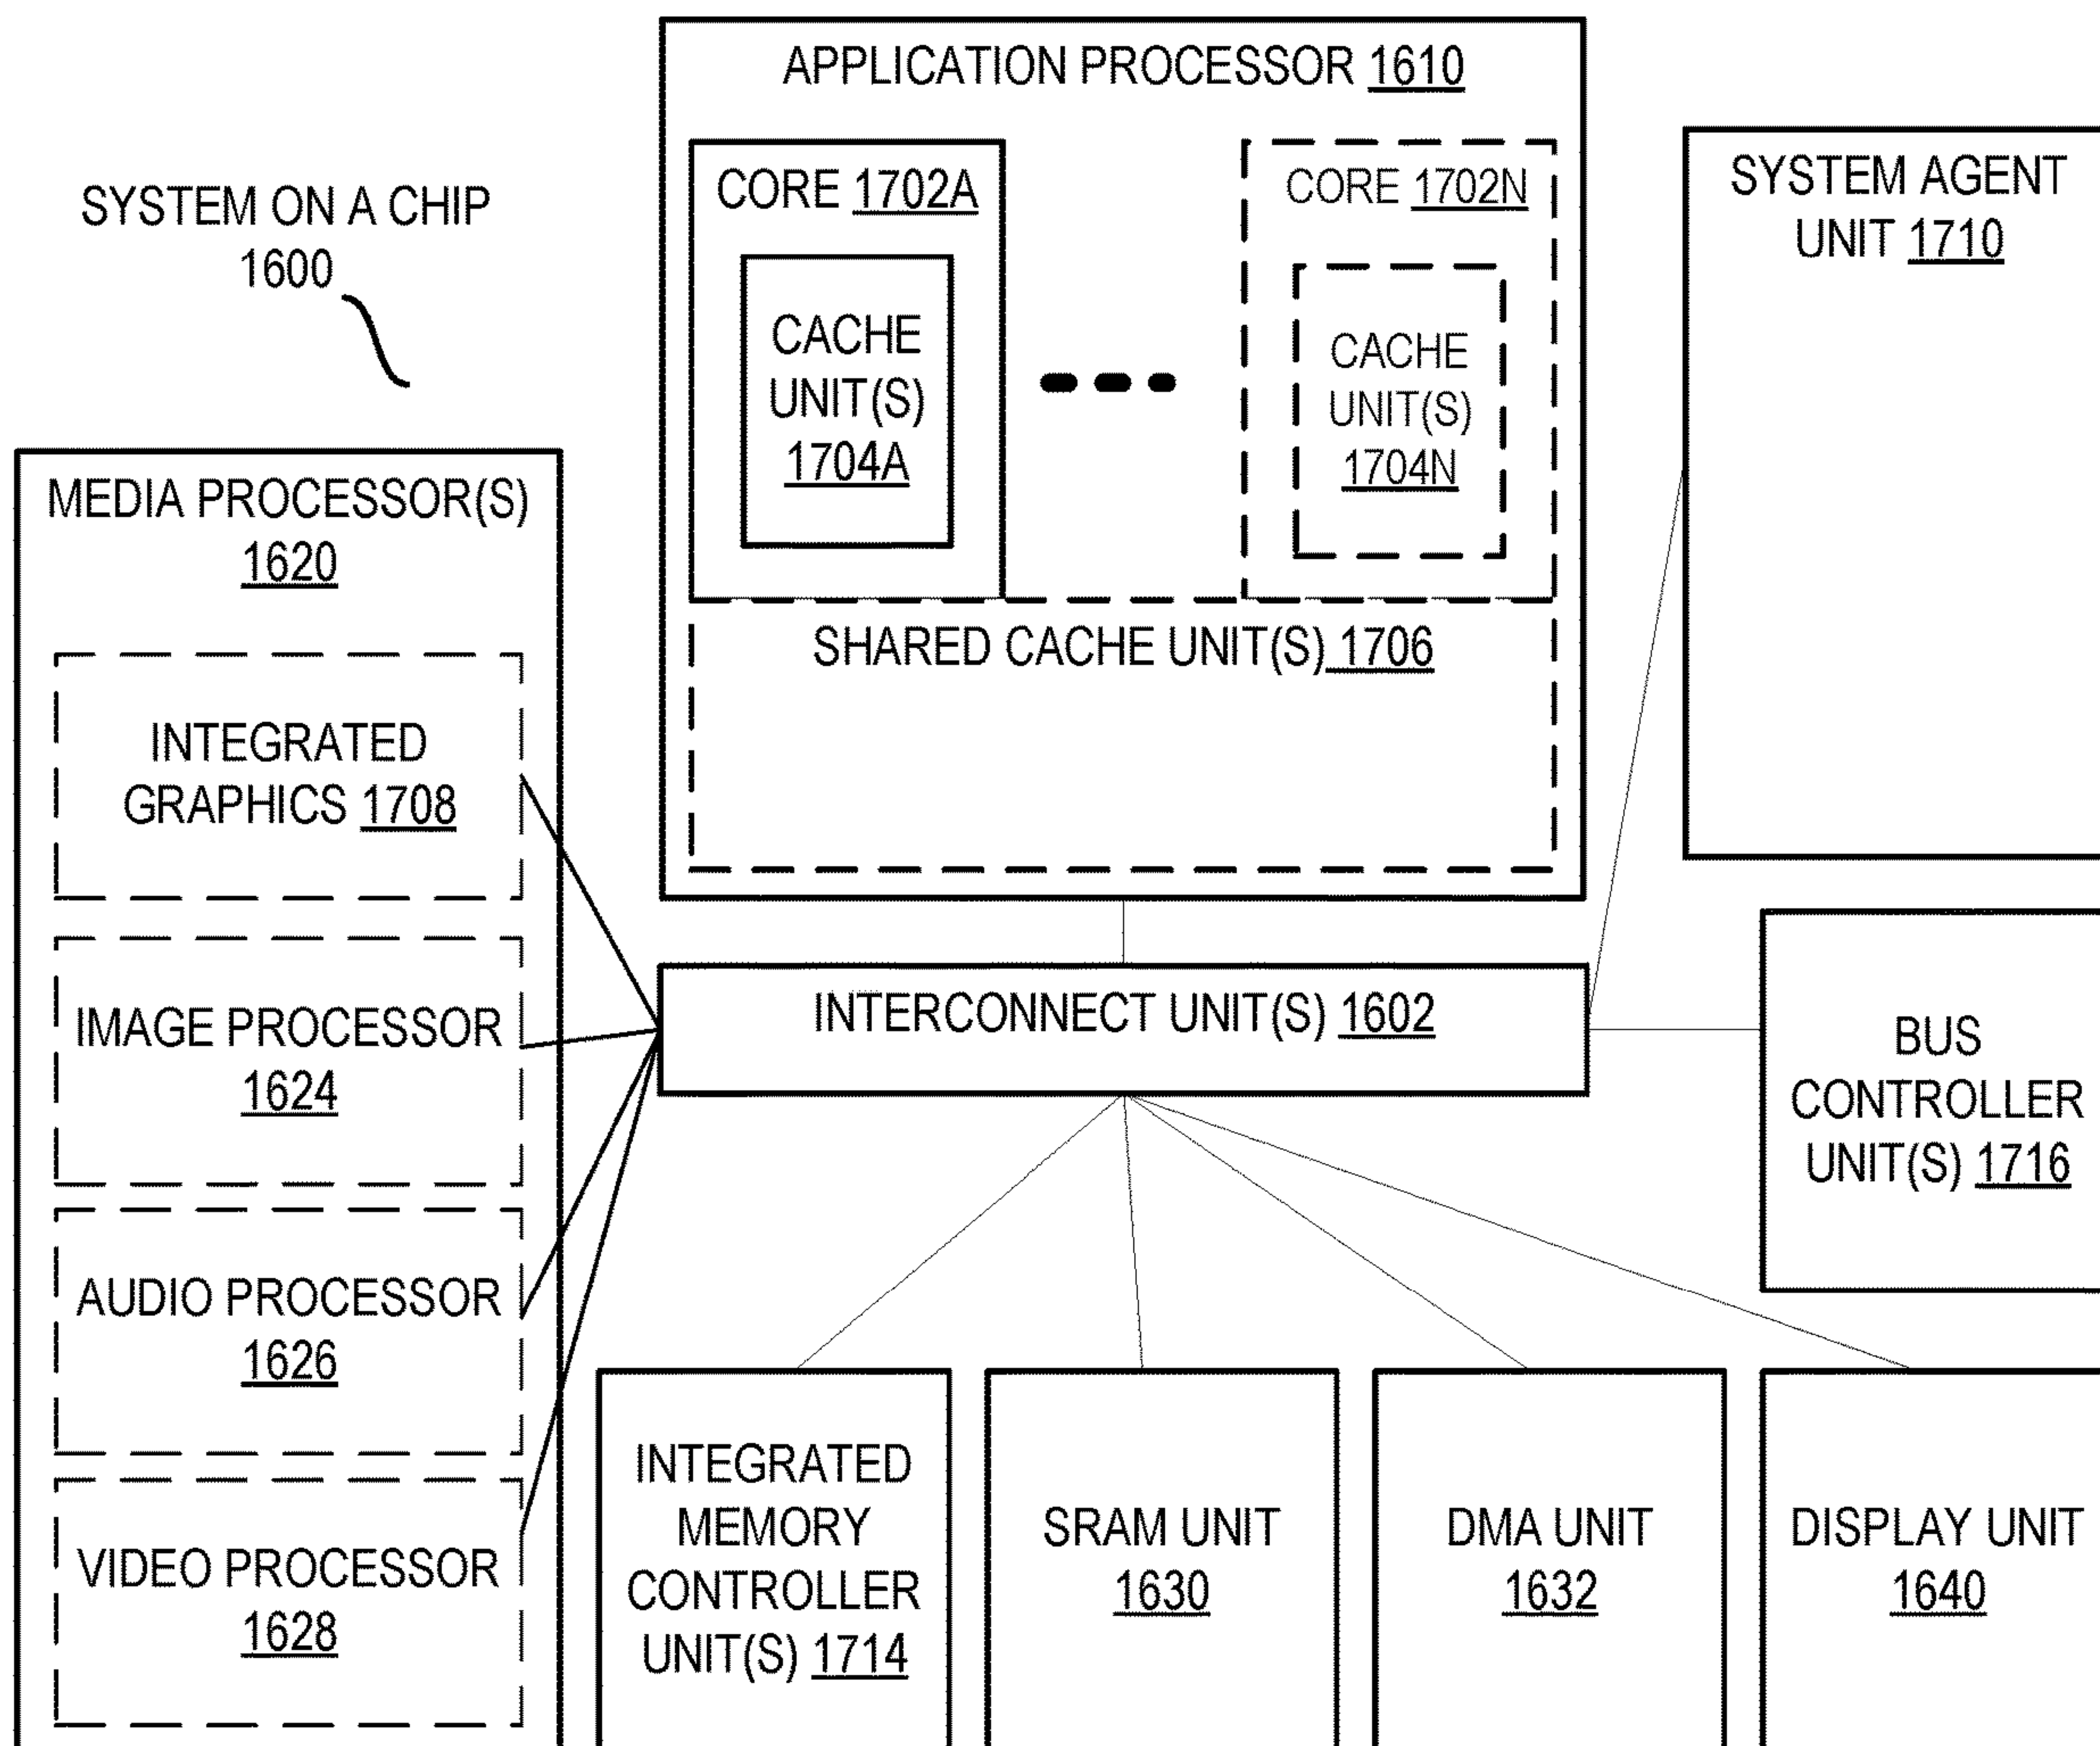 APPLICATION PROCESSOR 1610
SYSTEM ON A CHIP
1600
CORE 1702A
CACHE
UNIT(S)
1704A
CORE 1702N
CACHE
UNIT(S)
1704N
SHARED CACHE UNIT(S) 1706
SYSTEM AGENT
UNIT 1710
MEDIA PROCESSOR(S)
1620
INTEGRATED
GRAPHICS 1708
IMAGE PROCESSOR
1624
AUDIO PROCESSOR
1626
VIDEO PROCESSOR
1628
INTERCONNECT UNIT(S) 1602
BUS
CONTROLLER
UNIT(S) 1716
INTEGRATED
MEMORY
CONTROLLER
UNIT(S) 1714
SRAM UNIT
1630
DMA UNIT
1632
DISPLAY UNIT
1640